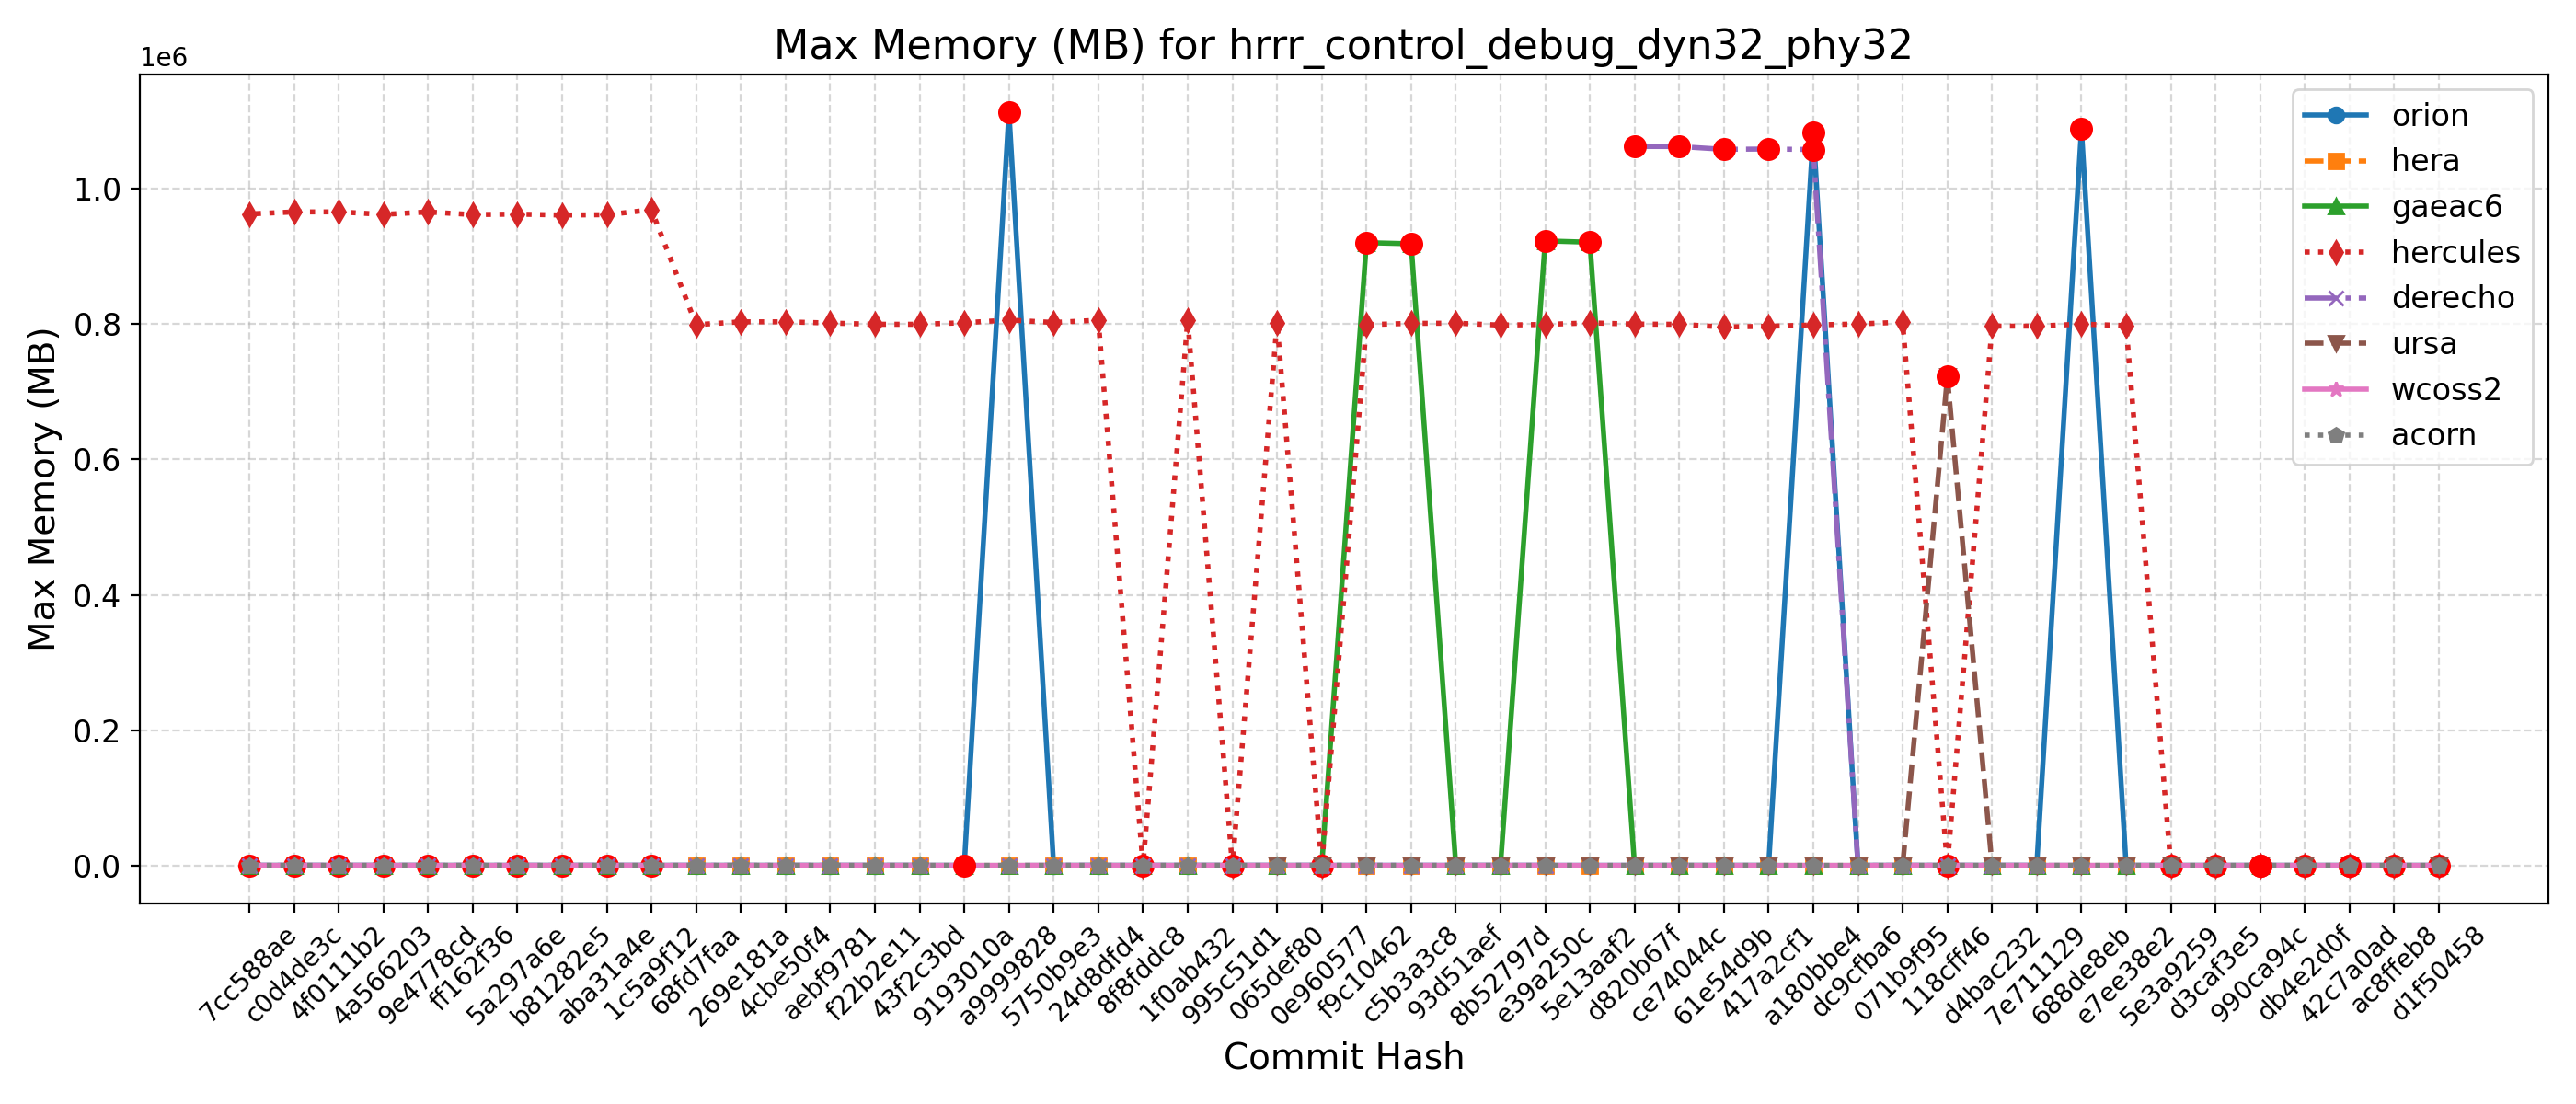 Max Memory (MB) for hrrr_control_debug_dyn32_phy32
1e6
1.0
0.8
0.6
0.4
0.2
0.0
Max Memory (MB)
orion
hera
gaeac6
hercules
derecho
ursa
wcoss2
acorn
7cc588ae
c0d4de3c
4f0111b2
4a566203
9e4778cd
ff162f36
5a297a6e
b81282e5
aba31a4e
1c5a9f12
68fd7faa
269e181a
4cbe50f4
aebf9781
f22b2e11
43f2c3bd
9193010a
a9999828
5750b9e3
24d8dfd4
8f8fddc8
1f0ab432
995c51d1
065def80
0e960577
f9c10462
c5b3a3c8
93d51aef
8b52797d
e39a250c
5e13aaf2
d820b67f
ce74044c
61e54d9b
417a2cf1
a180bbe4
dc9cfba6
071b9f95
118cff46
d4bac232
7e711129
688de8eb
e7ee38e2
5e3a9259
d3caf3e5
990ca94c
db4e2d0f
42c7a0ad
ac8ffeb8
d1f50458
Commit Hash